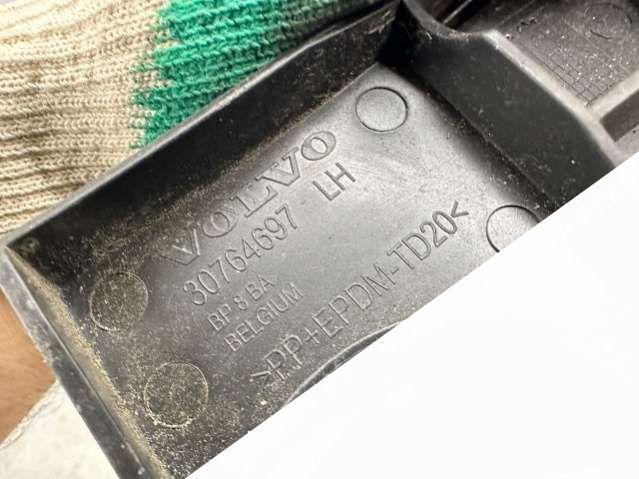 VOLVO
30764697 LH
BP 8 BA
BELGIUM
>PP+EPDM-TD20<